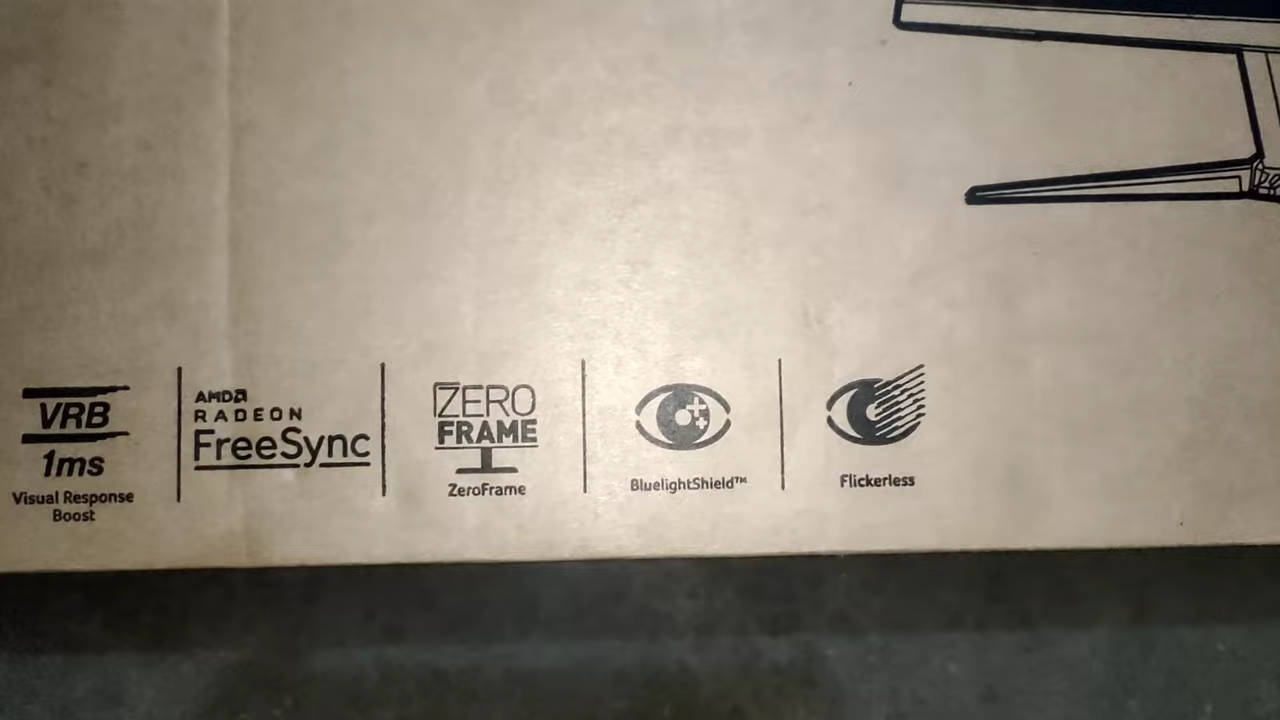 VRB
1ms
Visual Response
Boost
AMD
RADEON
FreeSync
ZERO
FRAME
ZeroFrame
BluelightShield™
Flickerless